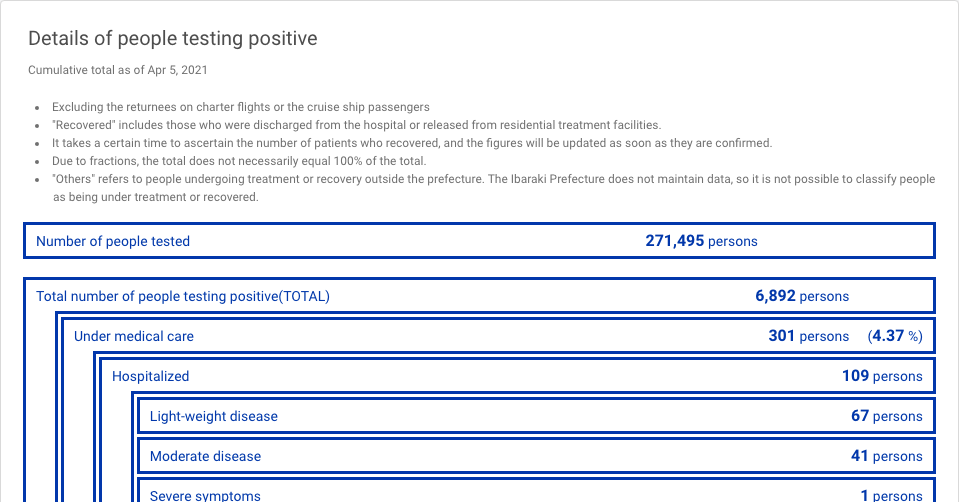 Details of people testing positive
Cumulative total as of Apr 5, 2021
• Excluding the returnees on charter flights or the cruise ship passengers
• "Recovered" includes those who were discharged from the hospital or released from residential treatment facilities.
• It takes a certain time to ascertain the number of patients who recovered, and the figures will be updated as soon as they are confirmed.
• Due to fractions, the total does not necessarily equal 100% of the total.
• "Others" refers to people undergoing treatment or recovery outside the prefecture. The Ibaraki Prefecture does not maintain data, so it is not possible to classify people
as being under treatment or recovered.
Number of people tested 271,495 persons
Total number of people testing positive(TOTAL) 6,892 persons
Under medical care 301 persons (4.37 %)
Hospitalized 109 persons
Light-weight disease 67 persons
Moderate disease 41 persons
Severe symptoms 1 persons